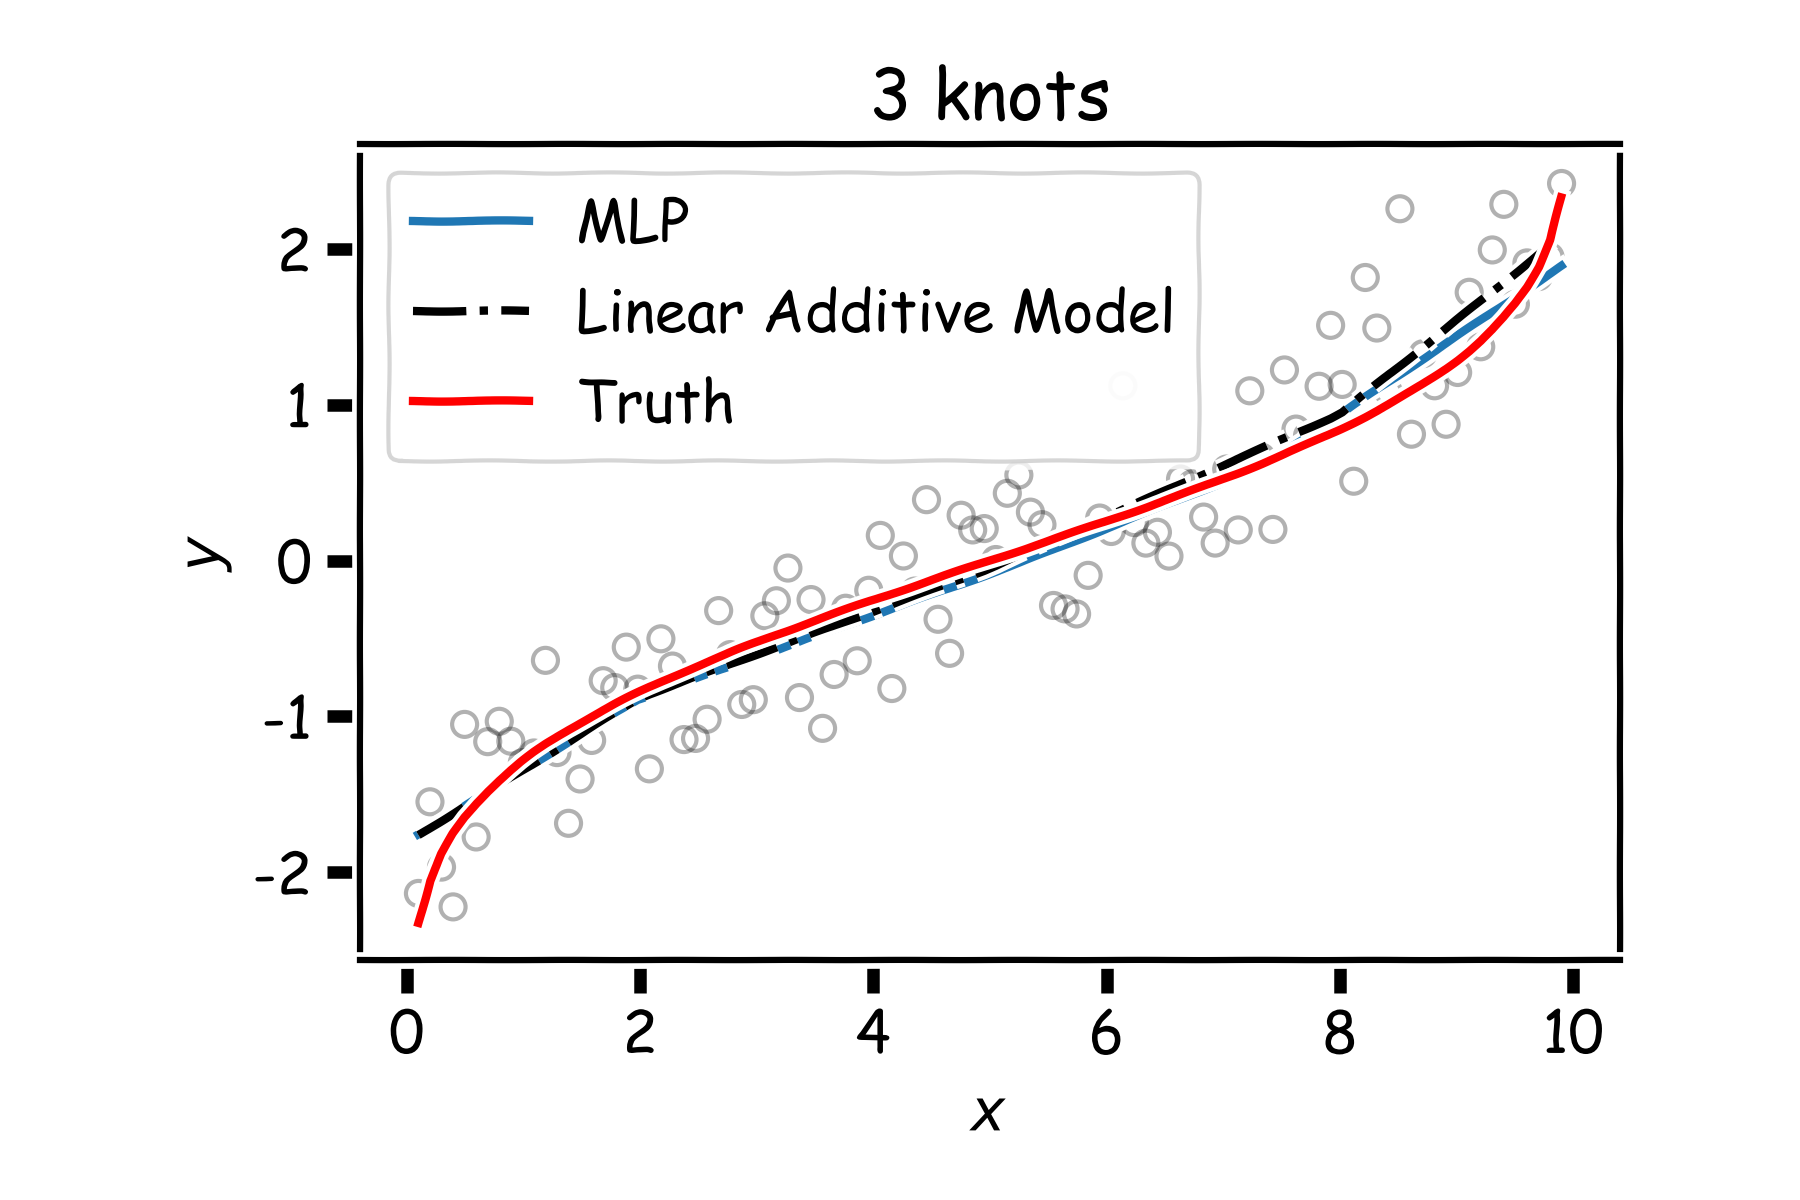 3 knots
MLP
Linear Additive Model
Truth
2
1
0
-1
-2
y
0 2 4 6 8 10
x